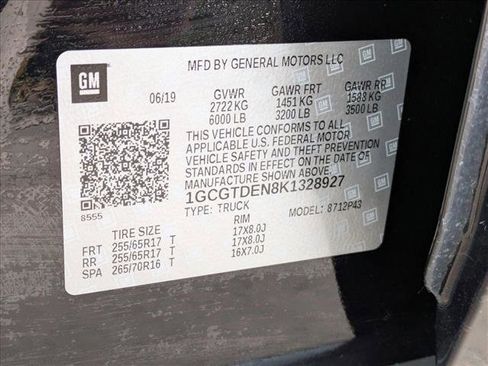 GM
MFD BY GENERAL MOTORS LLC
06/19 GVWR GAWR FRT GAWR RR
2722 KG 1451 KG 1588 KG
6000 LB 3200 LB 3500 LB
THIS VEHICLE CONFORMS TO ALL
APPLICABLE U.S. FEDERAL MOTOR
VEHICLE SAFETY AND THEFT PREVENTION
STANDARDS IN EFFECT ON THE DATE OF
MANUFACTURE SHOWN ABOVE.
1GCGTDEN8K1328927
8555 TYPE: TRUCK MODEL: 8712P43
TIRE SIZE RIM
FRT 255/65R17 T 17X8.0J
RR 255/65R17 T 17X8.0J
SPA 265/70R16 T 16X7.0J